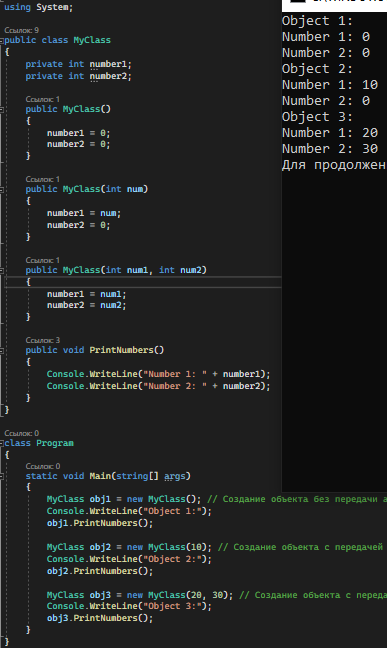 using System;
Ссылок: 9
public class MyClass
{
private int number1;
private int number2;
Ссылок: 1
public MyClass()
{
number1 = 0;
number2 = 0;
}
Ссылок: 1
public MyClass(int num)
{
number1 = num;
number2 = 0;
}
Ссылок: 1
public MyClass(int num1, int num2)
{
number1 = num1;
number2 = num2;
}
Ссылок: 3
public void PrintNumbers()
{
Console.WriteLine("Number 1: " + number1);
Console.WriteLine("Number 2: " + number2);
}
}
Ссылок: 0
class Program
{
Ссылок: 0
static void Main(string[] args)
{
MyClass obj1 = new MyClass(); // Создание объекта без передачи
Console.WriteLine("Object 1:");
obj1.PrintNumbers();
MyClass obj2 = new MyClass(10); // Создание объекта с передачей
Console.WriteLine("Object 2:");
obj2.PrintNumbers();
MyClass obj3 = new MyClass(20, 30); // Создание объекта с
Console.WriteLine("Object 3:");
obj3.PrintNumbers();
}
}
Object 1:
Number 1: 0
Number 2: 0
Object 2:
Number 1: 10
Number 2: 0
Object 3:
Number 1: 20
Number 2: 30
Для